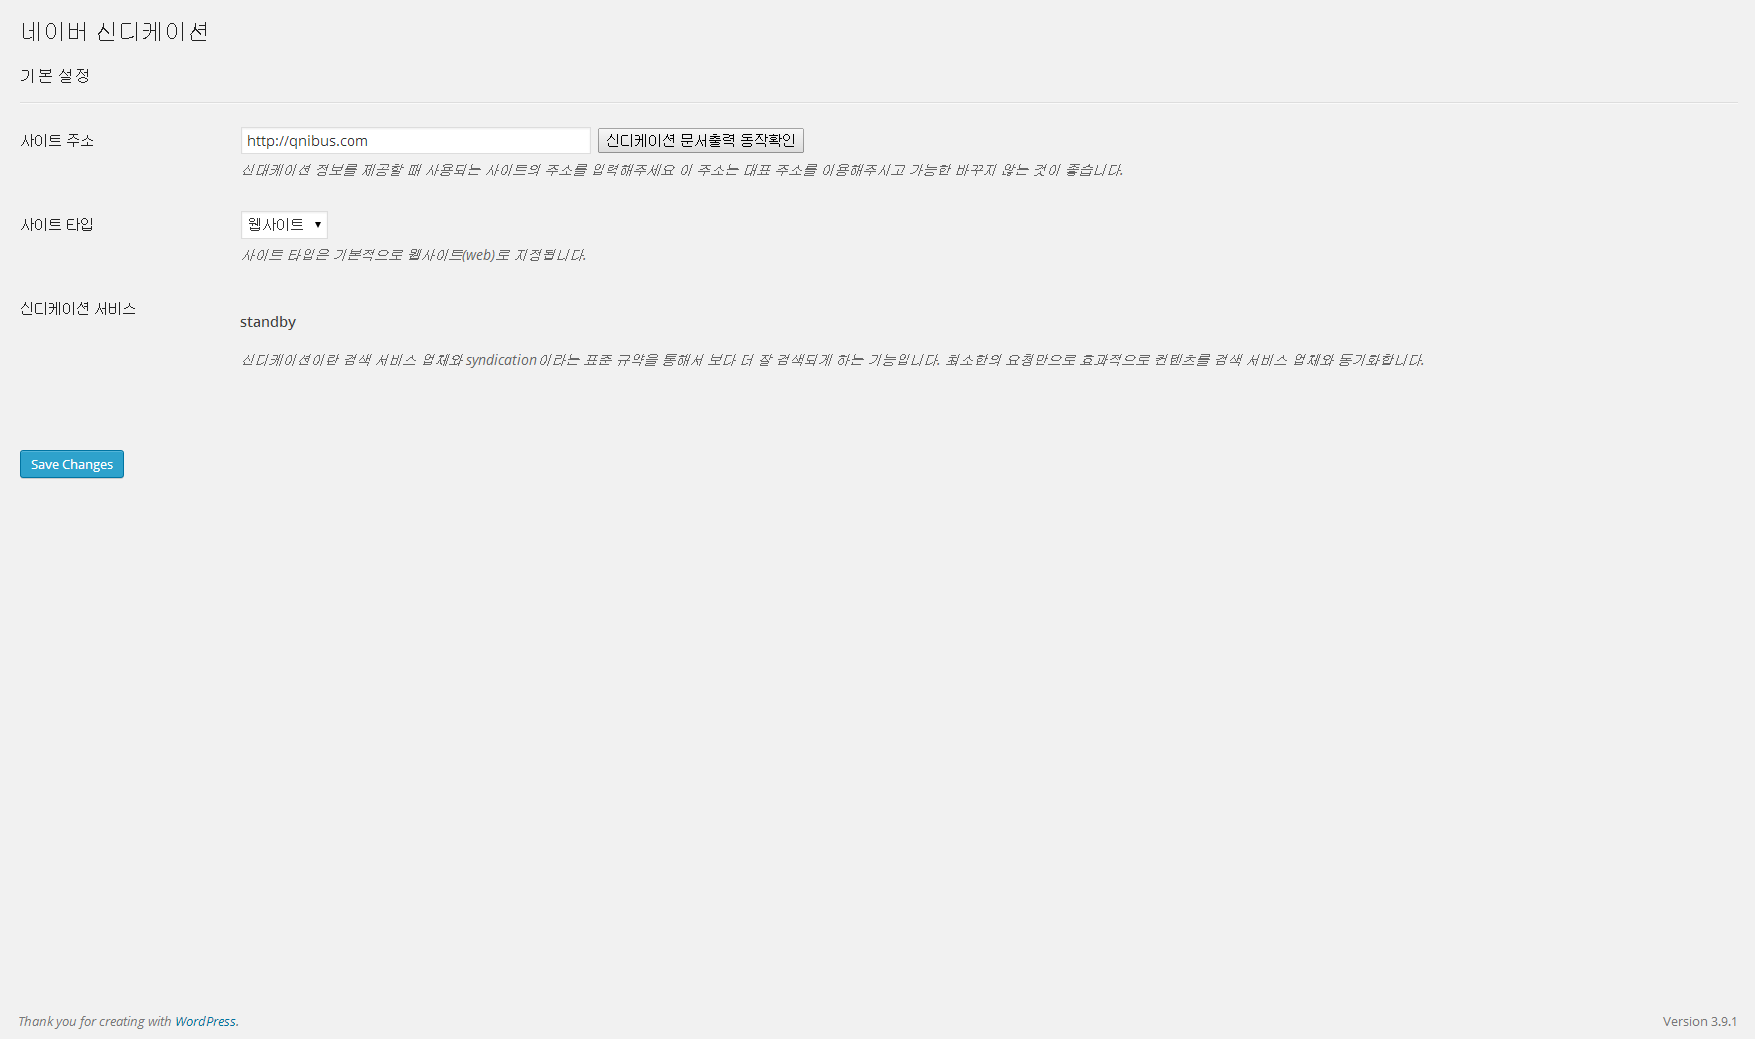 네이버 신디케이션
기본 설정
사이트 주소
http://qnibus.com 신디케이션 문서출력 동작확인
신대케이션 정보를 제공할 때 사용되는 사이트의 주소를 입력해주세요 이 주소는 대표 주소를 이용해주시고 가능한 바꾸지 않는 것이 좋습니다.
사이트 타입
웹사이트
사이트 타입은 기본적으로 웹사이트(web)로 지정됩니다.
신디케이션 서비스
standby
신디케이션이란 검색 서비스 업체와 syndication이라는 표준 규약을 통해서 보다 더 잘 검색되게 하는 기능입니다. 최소한의 요청만으로 효과적으로 컨텐츠를 검색 서비스 업체와 동기화합니다.
Save Changes
Thank you for creating with WordPress.
Version 3.9.1